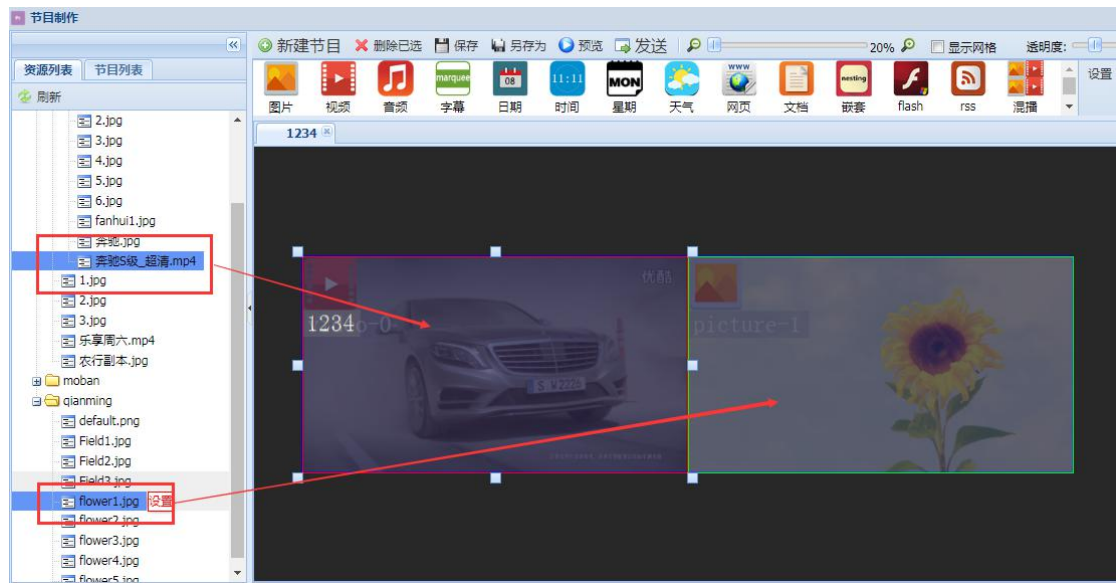 节目制作
资源列表 节目列表
刷新
2.jpg
3.jpg
4.jpg
5.jpg
6.jpg
fanhui1.jpg
奔驰.jpg
奔驰S级_超清.mp4
1.jpg
2.jpg
3.jpg
乐享周六.mp4
农行副本.jpg
moban
qianming
default.png
Field1.jpg
Field2.jpg
Field3.jpg
flower1.jpg 设置
flower2.jpg
flower3.jpg
flower4.jpg
flower5.jpg
新建节目 删除已选 保存 另存为 预览 发送 20% 显示网格 透明度:
marquee 08 11:11 MON WWW nesting
图片 视频 音频 字幕 日期 时间 星期 天气 网页 文档 嵌套 flash rss 混播 设置
1234
优酷
1234o-0
picture-1